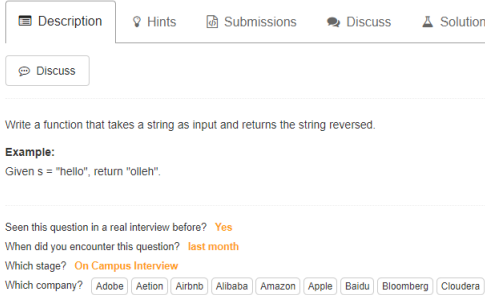 Description Hints Submissions Discuss Solution
Discuss
Write a function that takes a string as input and returns the string reversed.
Example:
Given s = "hello", return "olleh".
Seen this question in a real interview before? Yes
When did you encounter this question? last month
Which stage? On Campus Interview
Which company? Adobe Aetion Airbnb Alibaba Amazon Apple Baidu Bloomberg Cloudera